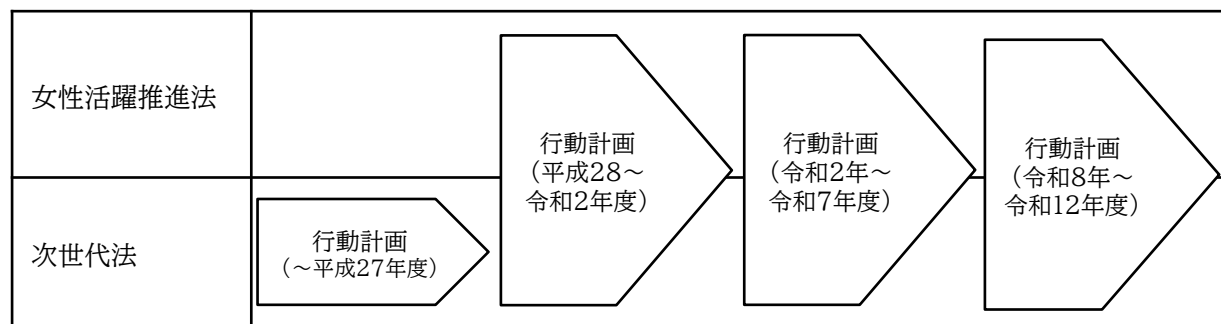 女性活躍推進法
次世代法
行動計画
(~平成27年度)
行動計画
(平成28~
令和2年度)
行動計画
(令和2年~
令和7年度)
行動計画
(令和8年~
令和12年度)